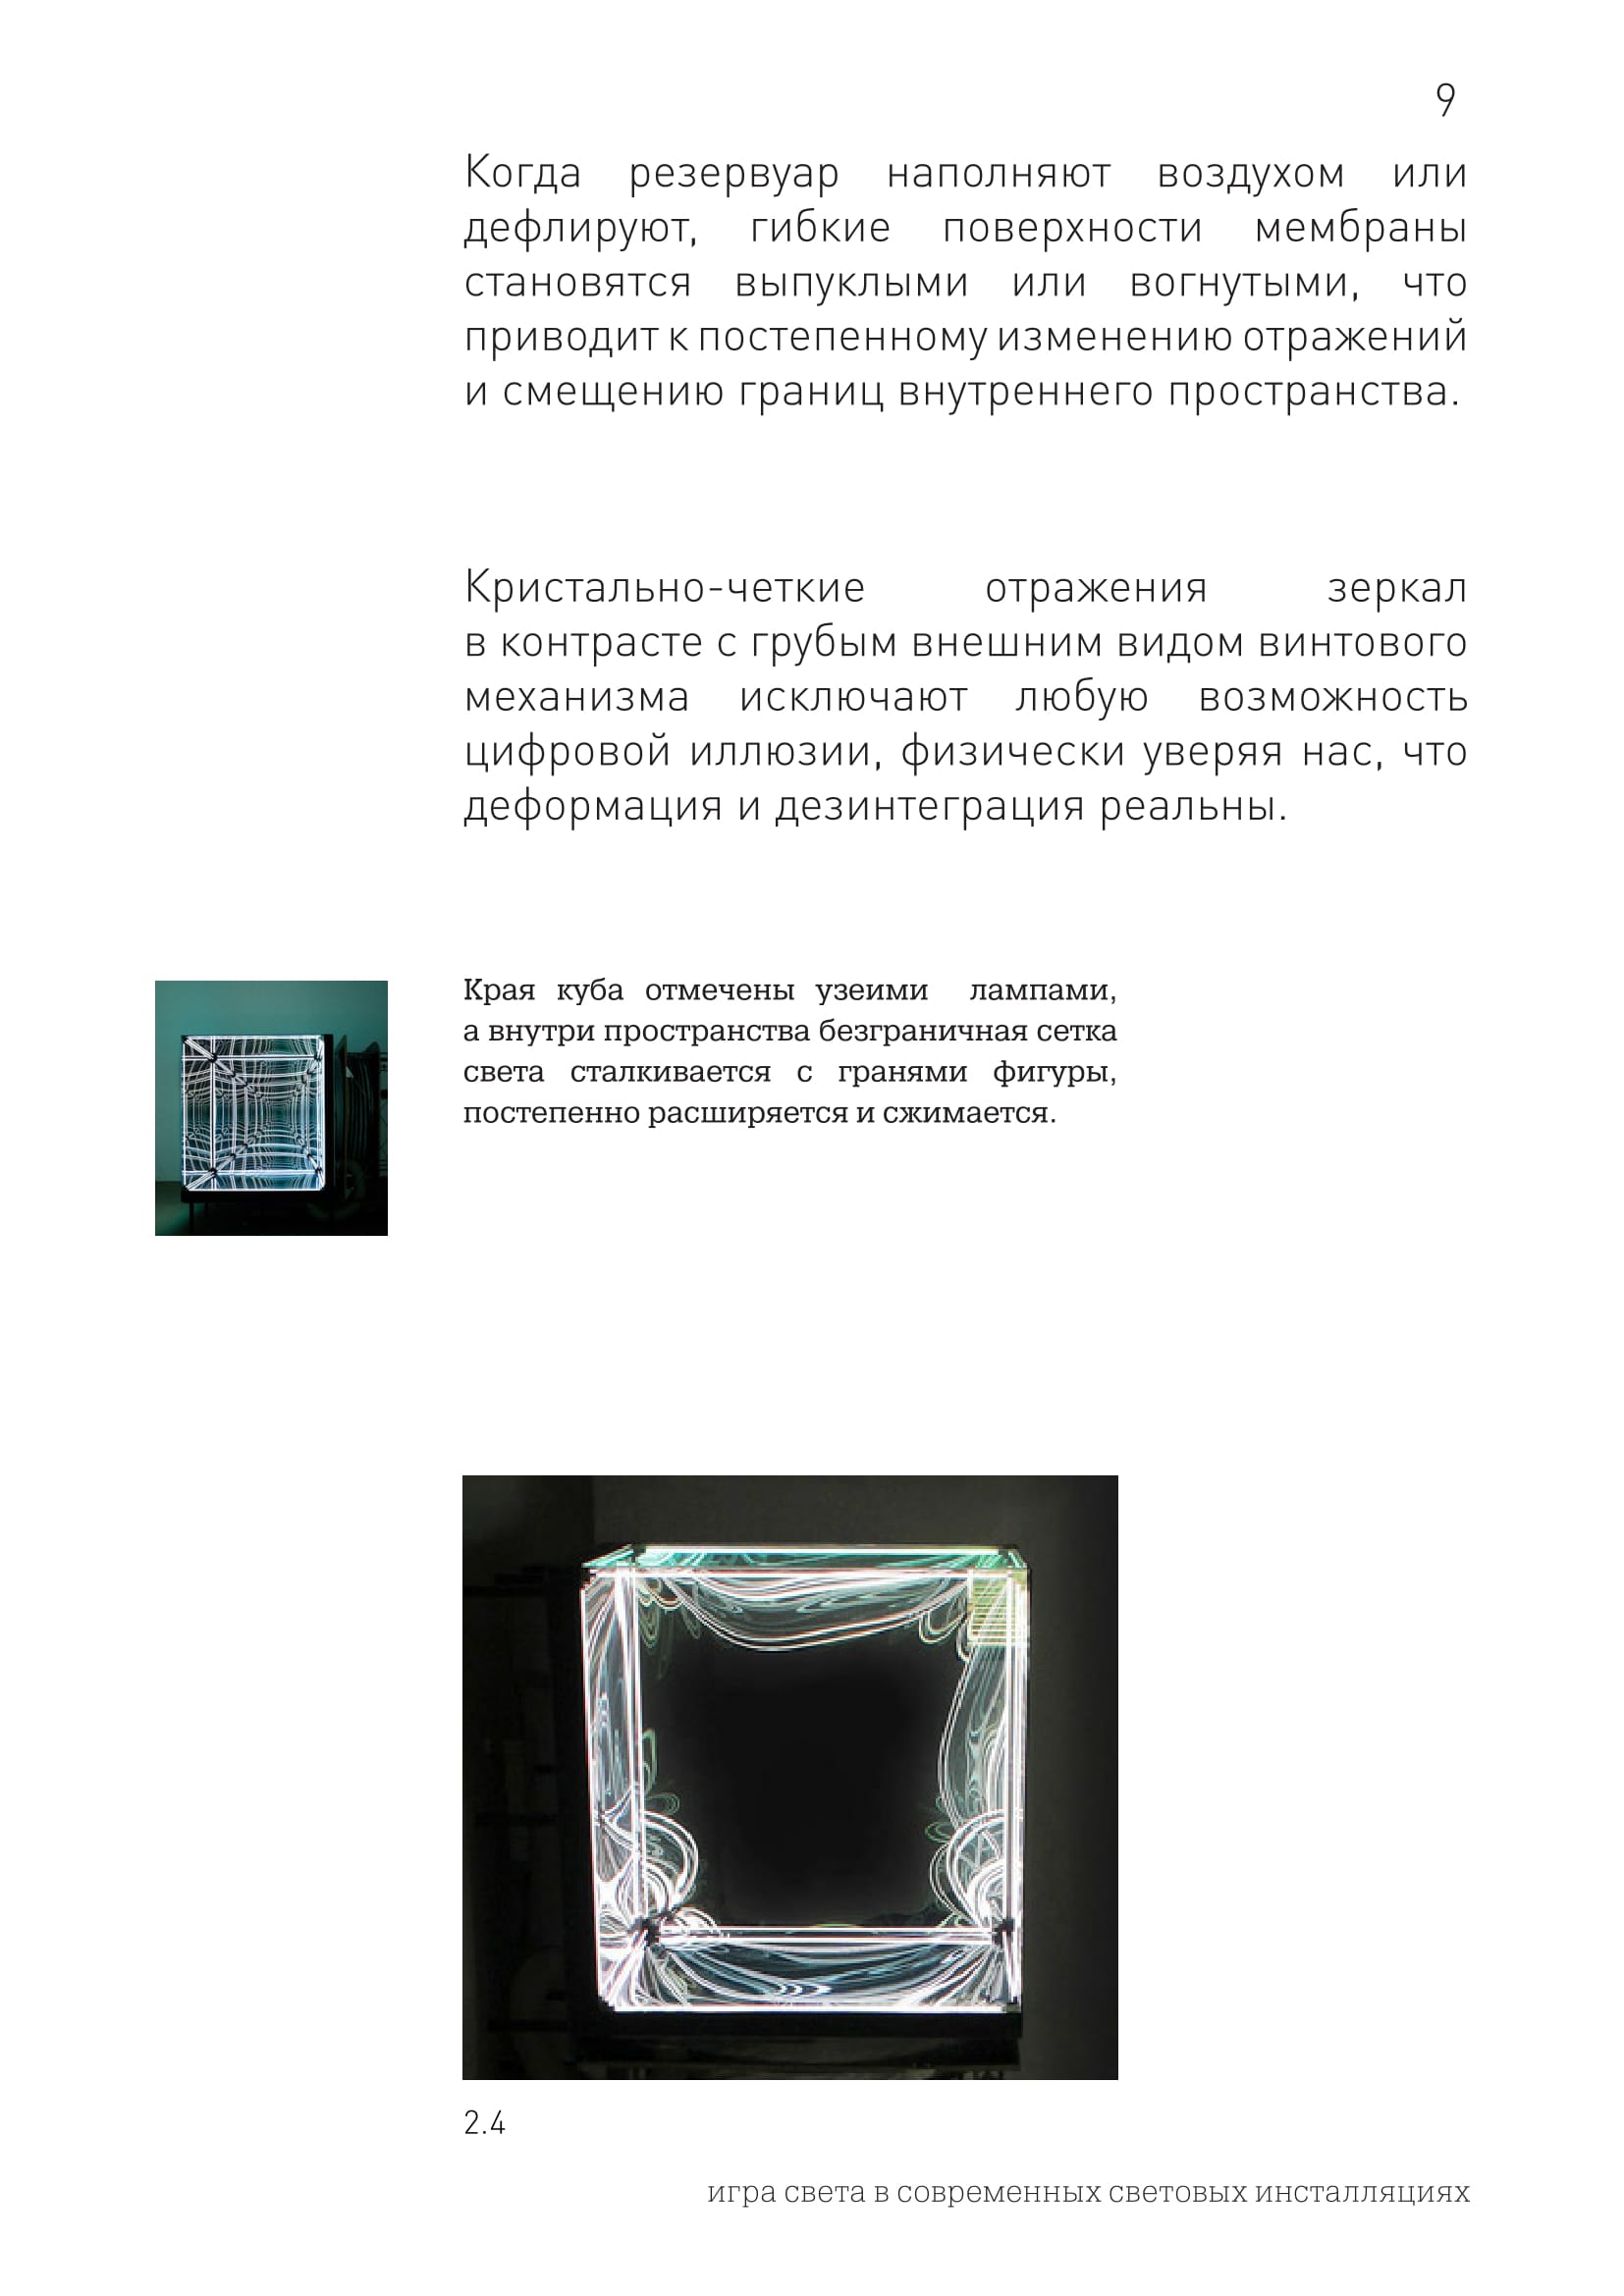 9
Когда резервуар наполняют воздухом или
дефлируют, гибкие поверхности мембраны
становятся выпуклыми или вогнутыми, что
приводит к постепенному изменению отражений
и смещению границ внутреннего пространства.
Кристально-четкие отражения зеркал
в контрасте с грубым внешним видом винтового
механизма исключают любую возможность
цифровой иллюзии, физически уверяя нас, что
деформация и дезинтеграция реальны.
Края куба отмечены узеими лампами,
а внутри пространства безграничная сетка
света сталкивается с гранями фигуры,
постепенно расширяется и сжимается.
2.4
игра света в современных световых инсталляциях